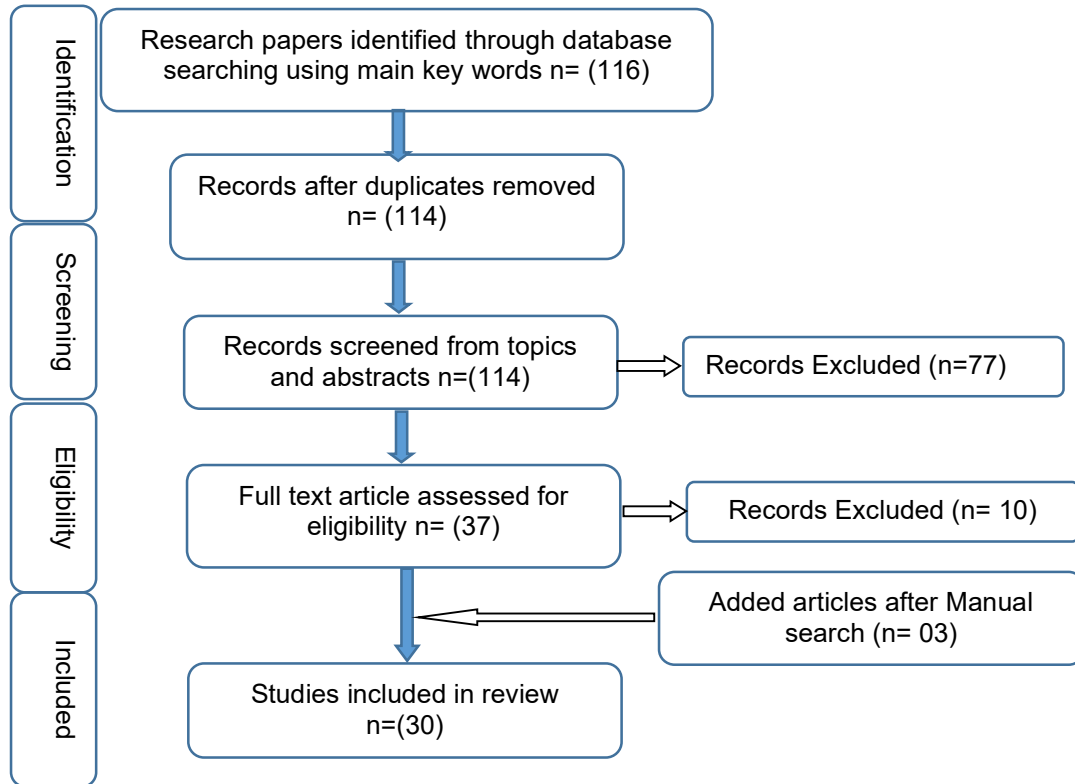 Identification
Research papers identified through database
searching using main key words n= (116)
Records after duplicates removed
n= (114)
Screening
Records screened from topics
and abstracts n=(114)
Records Excluded (n=77)
Eligibility
Full text article assessed for
eligibility n= (37)
Records Excluded (n= 10)
Added articles after Manual
search (n= 03)
Included
Studies included in review
n=(30)